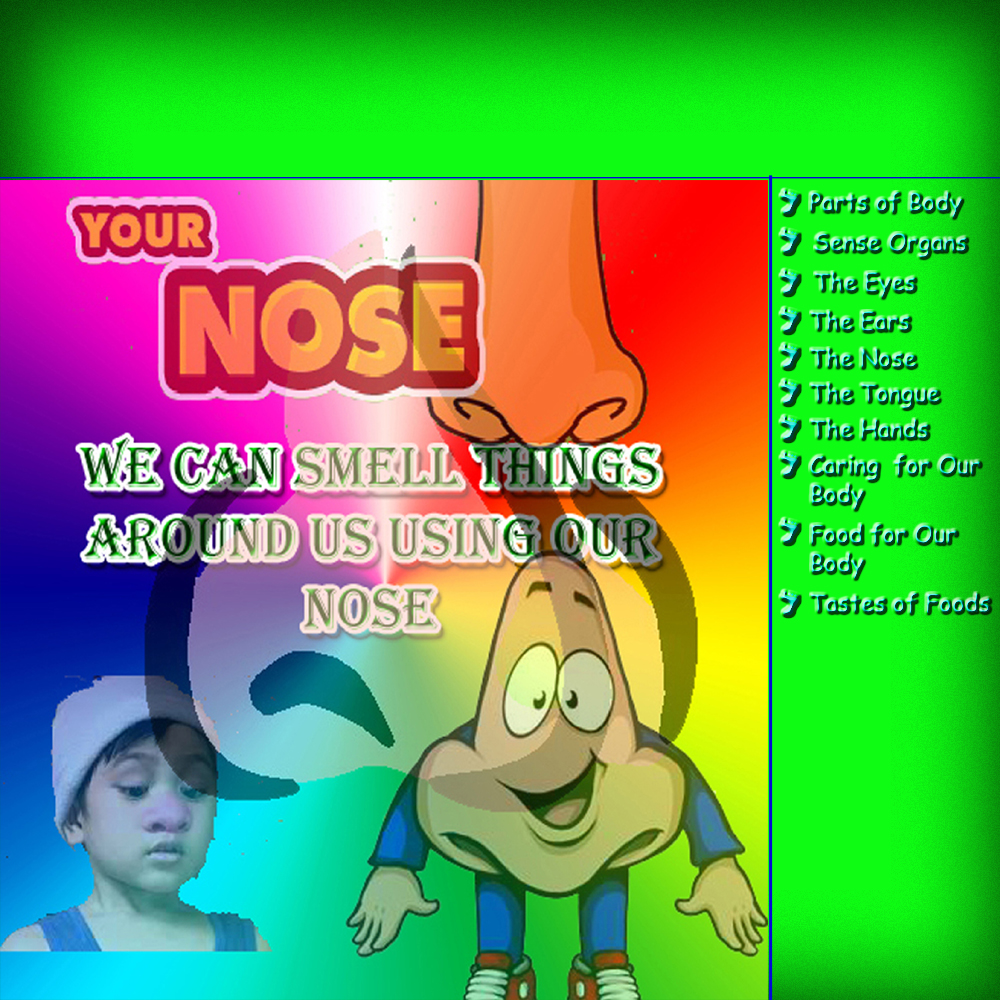 YOUR
NOSE
WE CAN SMELL THINGS
AROUND US USING OUR
NOSE
Parts of Body
Sense Organs
The Eyes
The Ears
The Nose
The Tongue
The Hands
Caring for Our
Body
Food for Our
Body
Tastes of Foods